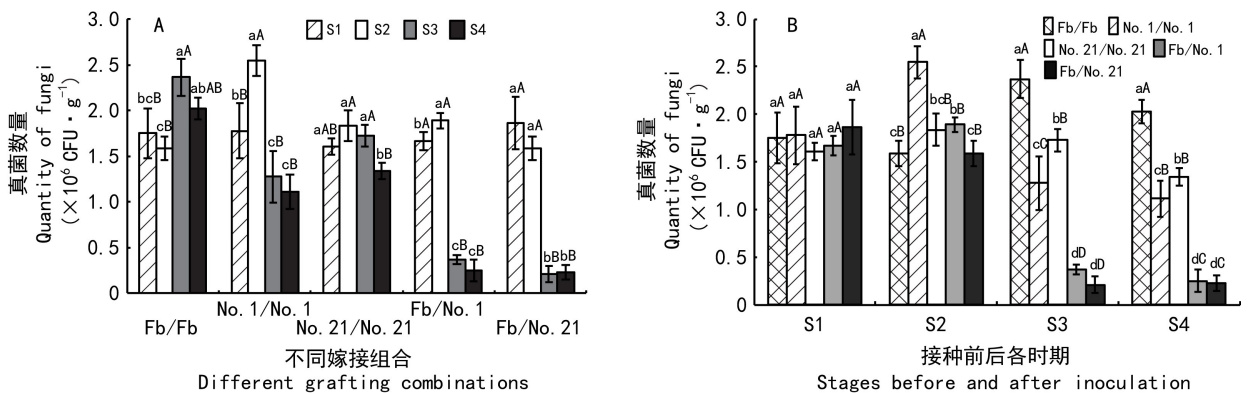 真菌数量
Quantity of fungi
(×10⁶ CFU·g⁻¹)
3.0
2.5
2.0
1.5
1.0
0.5
0
A
S1 S2 S3 S4
bcB cB aA abAB
bB aA cB cB
aAB aA aA bB
bA aA cB cB
aA aA bB bB
Fb/Fb
No.1/No.1
No.21/No.21
Fb/No.1
Fb/No.21
不同嫁接组合
Different grafting combinations
真菌数量
Quantity of fungi
(×10⁶ CFU·g⁻¹)
3.0
2.5
2.0
1.5
1.0
0.5
0
B
Fb/Fb No.1/No.1
No.21/No.21 Fb/No.1
Fb/No.21
aA aA aA aA aA
cB aA bcB bB cB
aA cC bB dD dD
aA cB bB dC dC
S1 S2 S3 S4
接种前后各时期
Stages before and after inoculation